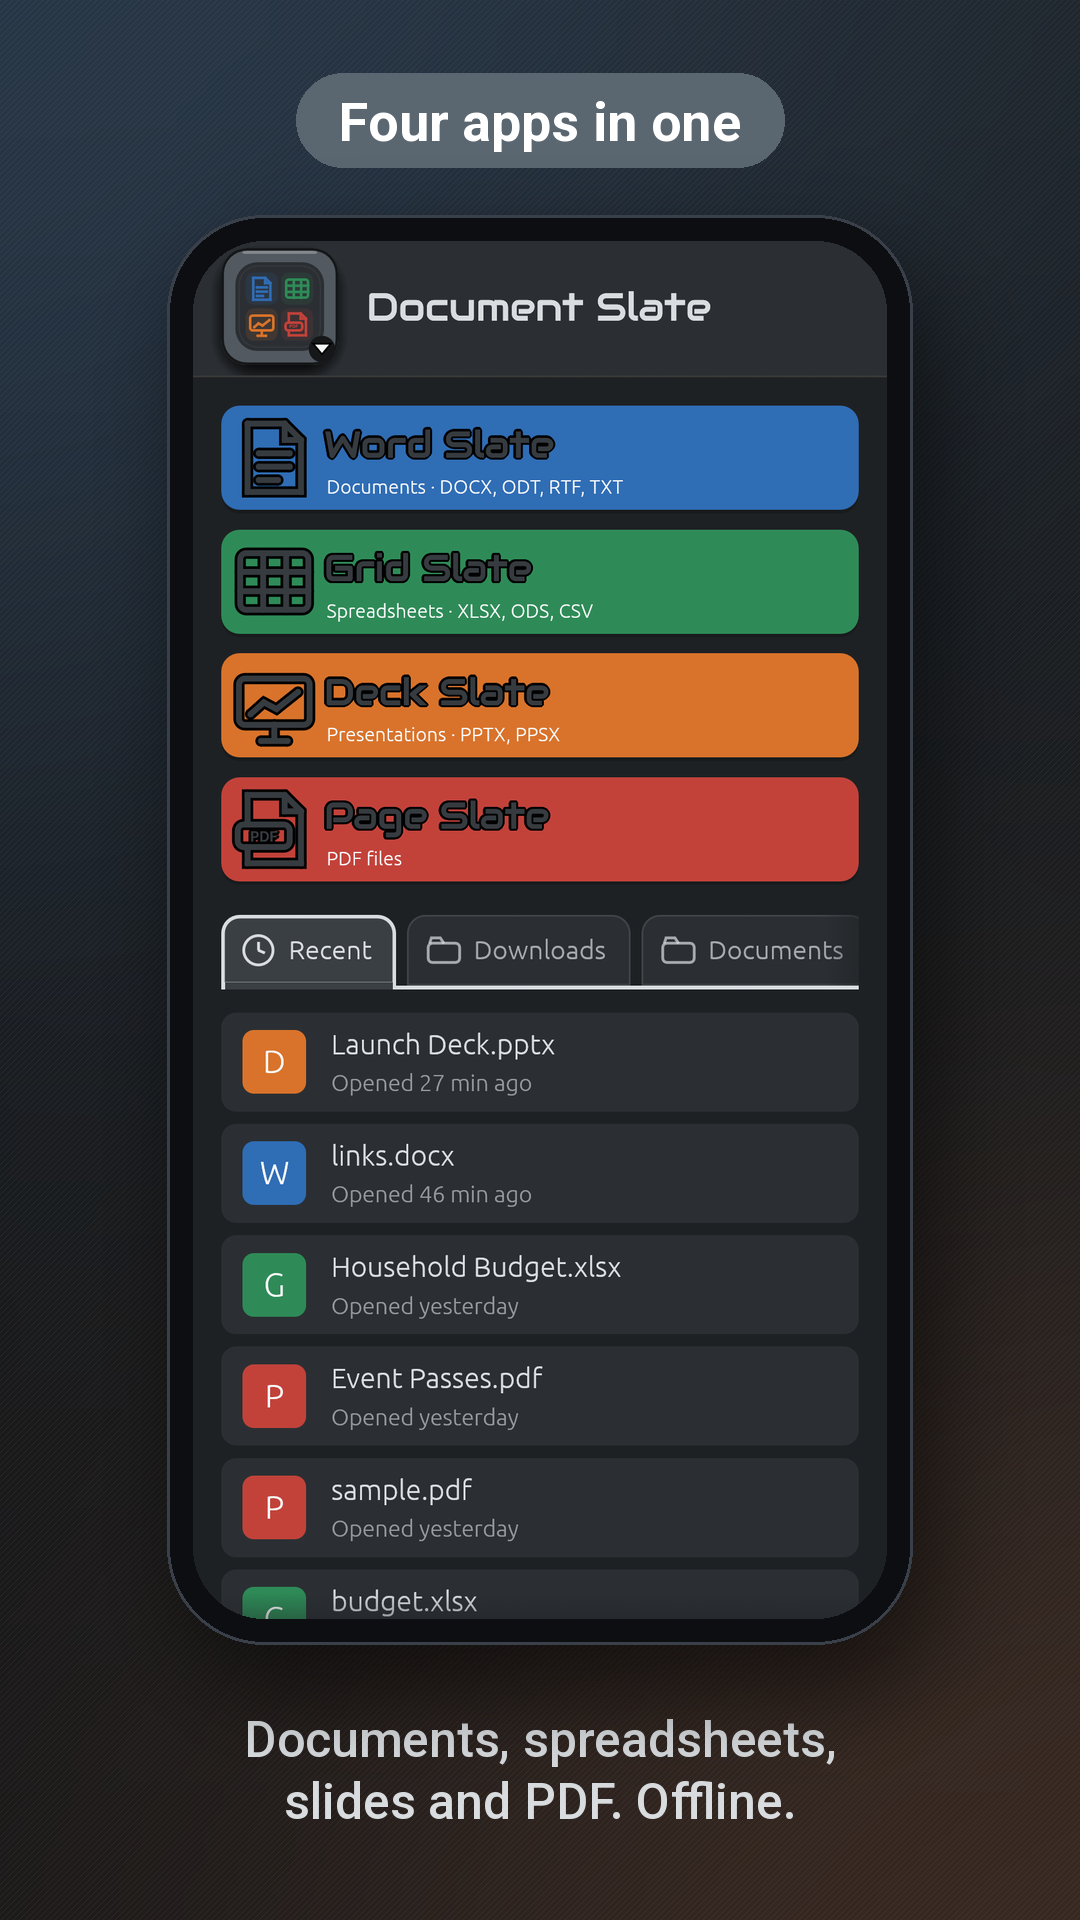 Four apps in one
Document Slate
Word Slate
Documents · DOCX, ODT, RTF, TXT
Grid Slate
Spreadsheets · XLSX, ODS, CSV
Deck Slate
Presentations · PPTX, PPSX
PDF
Page Slate
PDF files
Recent
Downloads
Documents
D
Launch Deck.pptx
Opened 27 min ago
W
links.docx
Opened 46 min ago
G
Household Budget.xlsx
Opened yesterday
P
Event Passes.pdf
Opened yesterday
P
sample.pdf
Opened yesterday
G
budget.xlsx
Documents, spreadsheets,
slides and PDF. Offline.